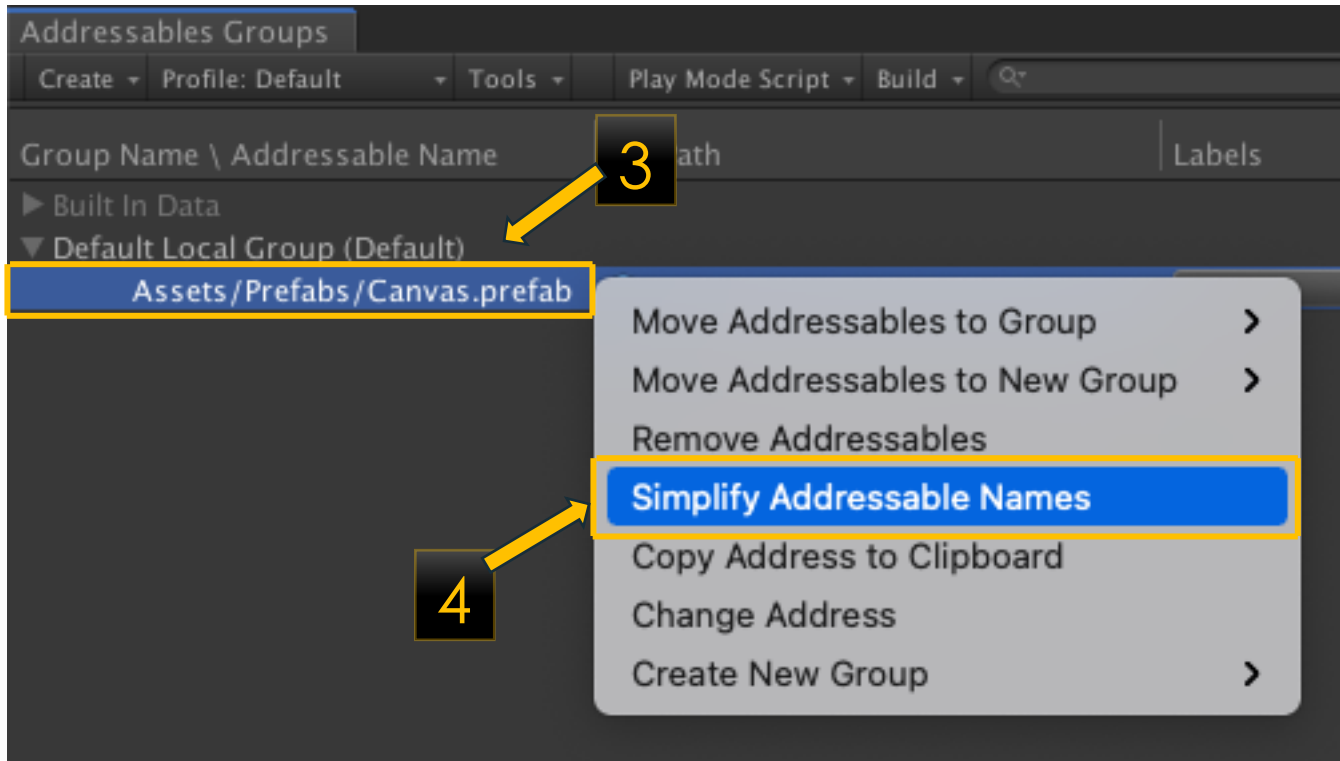 Addressables Groups
Create Profile: Default Tools Play Mode Script Build
Group Name \ Addressable Name 3 ath Labels
Built In Data
Default Local Group (Default)
Assets/Prefabs/Canvas.prefab
Move Addressables to Group
Move Addressables to New Group
Remove Addressables
Simplify Addressable Names
Copy Address to Clipboard
4
Change Address
Create New Group